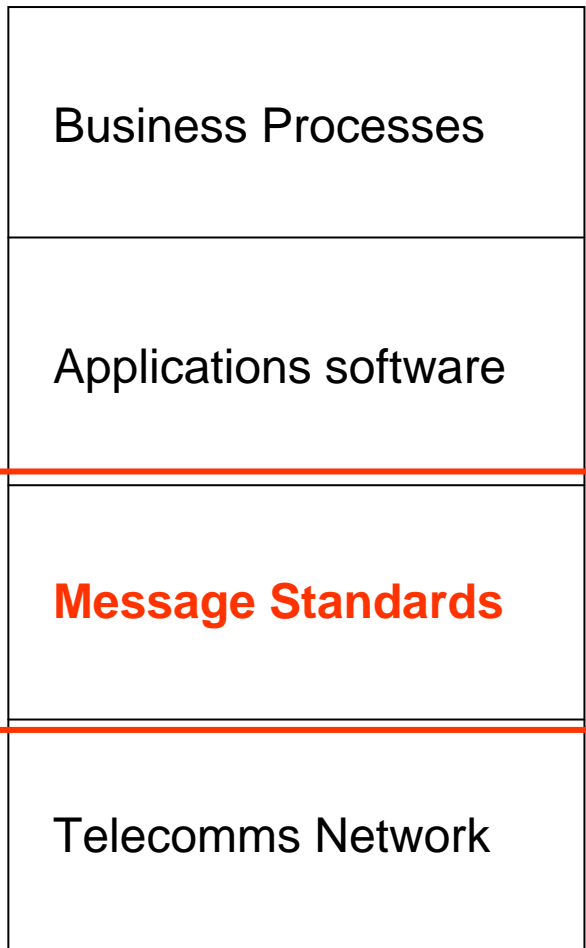 Business Processes
Applications software
Message Standards
Telecomms Network